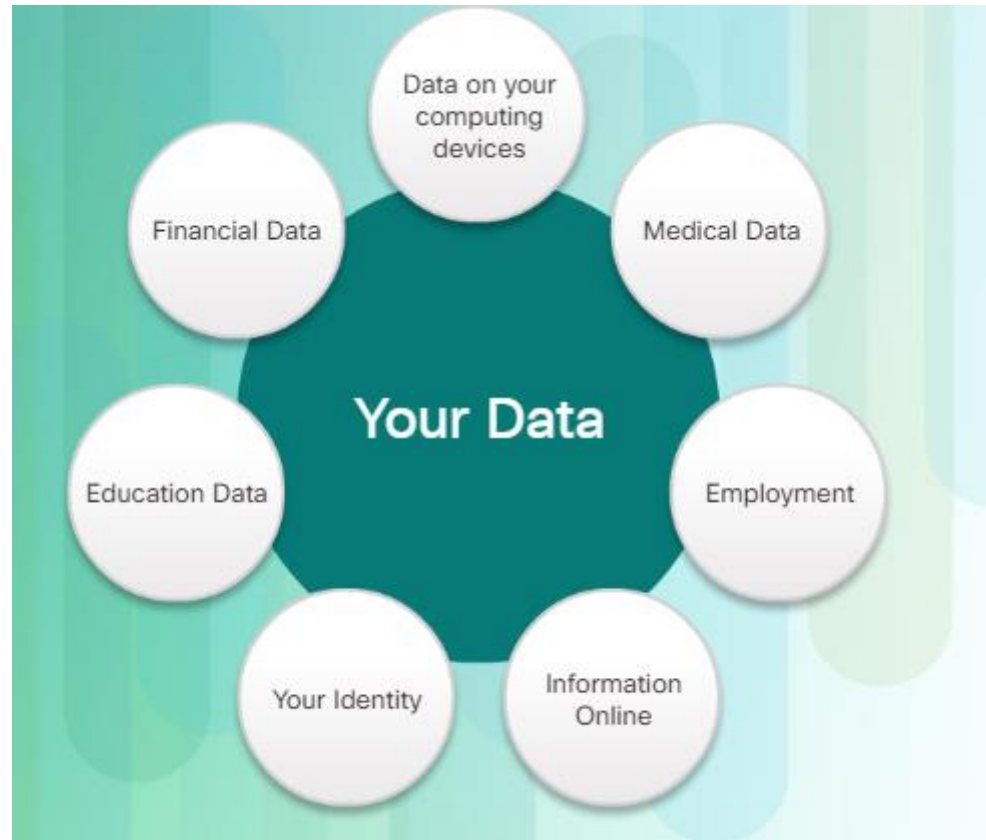 Data on your
computing
devices
Financial Data
Medical Data
Your Data
Education Data
Employment
Your Identity
Information
Online